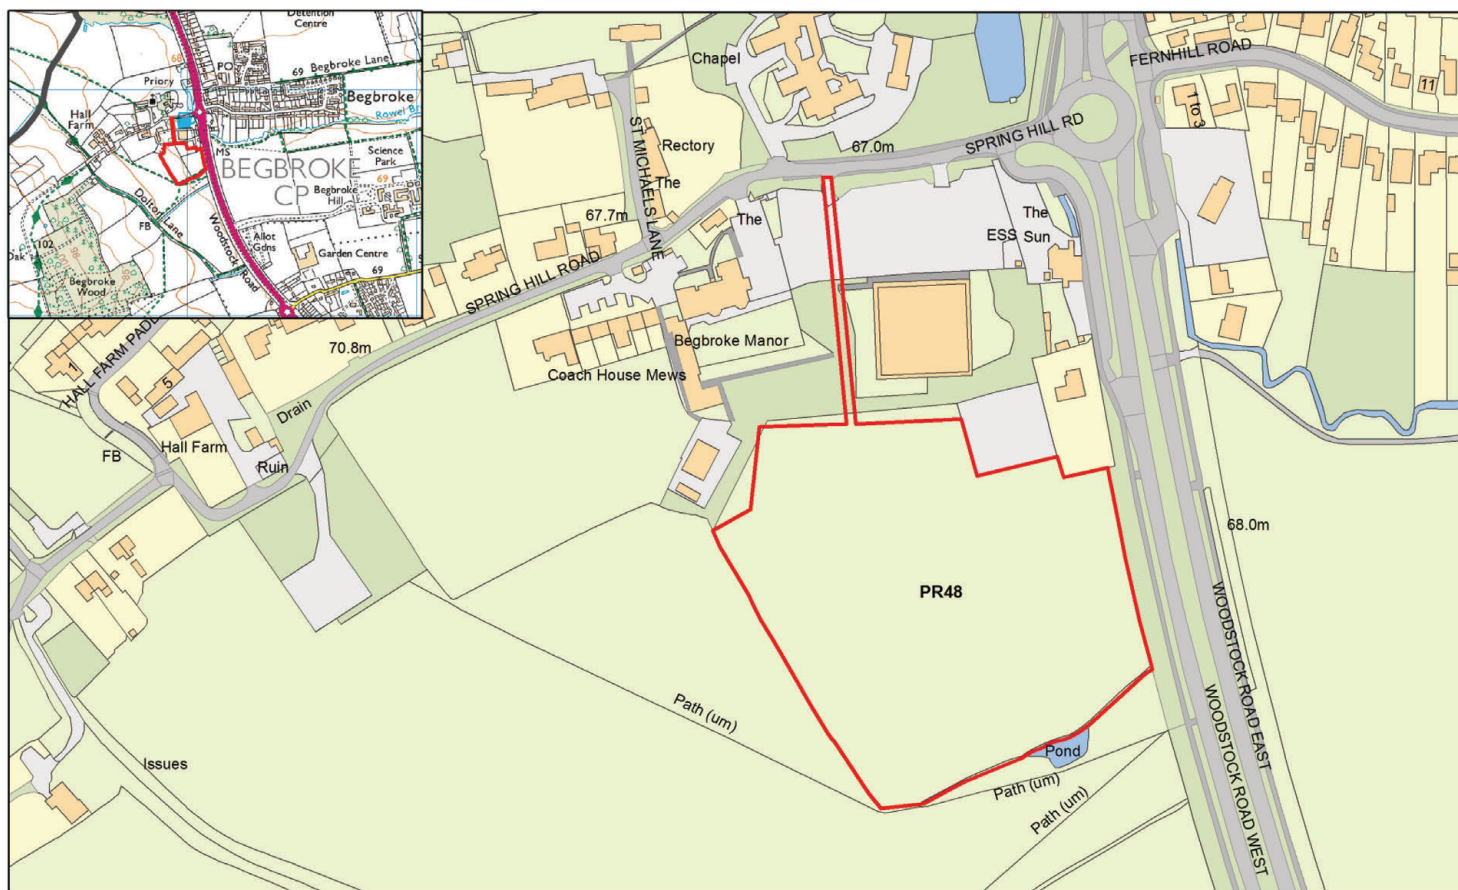 Detention
Centre
68
PO
69
Begbroke Lane
Priory
Begbroke
Rowel Br
Hall
Farm
MS
BEGBROKE
CP
Science
Park
69
Begbroke
Hill
Dolton Lane
FB
Woodstock Road
Allot
Gdns
Garden Centre
69
102
Oak
Begbroke
Wood
Chapel
FERNHILL ROAD
11
1 to 3
ST MICHAELS LANE
Rectory
The
SPRING HILL RD
67.0m
67.7m
The
The
Sun
ESS
SPRING HILL ROAD
HALL FARM PADD
70.8m
Begbroke Manor
Coach House Mews
1
5
Drain
Hall Farm
FB
Ruin
68.0m
PR48
WOODSTOCK ROAD EAST
WOODSTOCK ROAD WEST
Path (um)
Pond
Path (um)
Path (um)
Issues